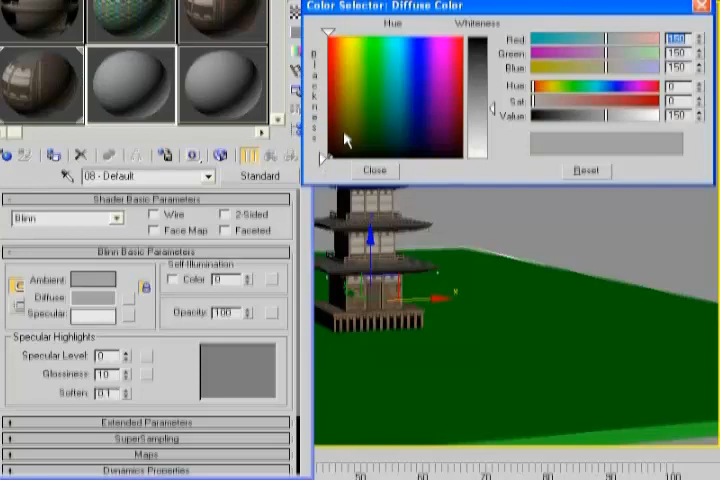 Color Selector: Diffuse Color
Hue
Whiteness
Blackness
Red:
150
Green:
150
Blue:
150
Hue:
0
Sat:
0
Value:
150
Close
Reset
08 - Default
Standard
Shader Basic Parameters
Blinn
Wire
2-Sided
Face Map
Faceted
Blinn Basic Parameters
Self-Illumination
Ambient:
Color
0
Diffuse:
Specular:
Opacity:
100
Specular Highlights
Specular Level:
0
Glossiness:
10
Soften:
0.1
Extended Parameters
SuperSampling
Maps
Dynamics Properties
x
50
60
70
80
90
100